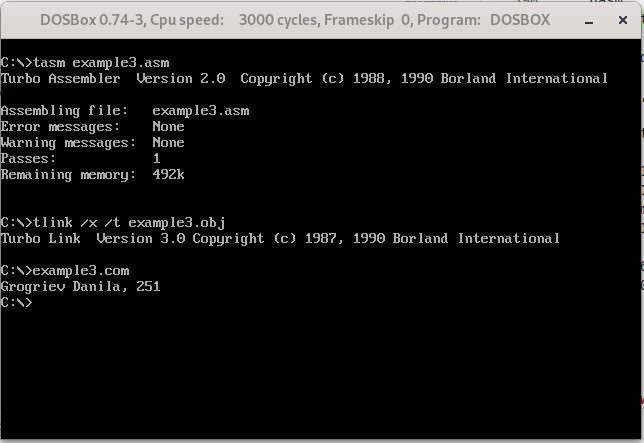 DOSBox 0.74-3, Cpu speed: 3000 cycles, Frameskip 0, Program: DOSBOX
C:\>tasm example3.asm
Turbo Assembler Version 2.0 Copyright (c) 1988, 1990 Borland International
Assembling file: example3.asm
Error messages: None
Warning messages: None
Passes: 1
Remaining memory: 492k
C:\>tlink /x /t example3.obj
Turbo Link Version 3.0 Copyright (c) 1987, 1990 Borland International
C:\>example3.com
Grogriev Danila, 251
C:\>